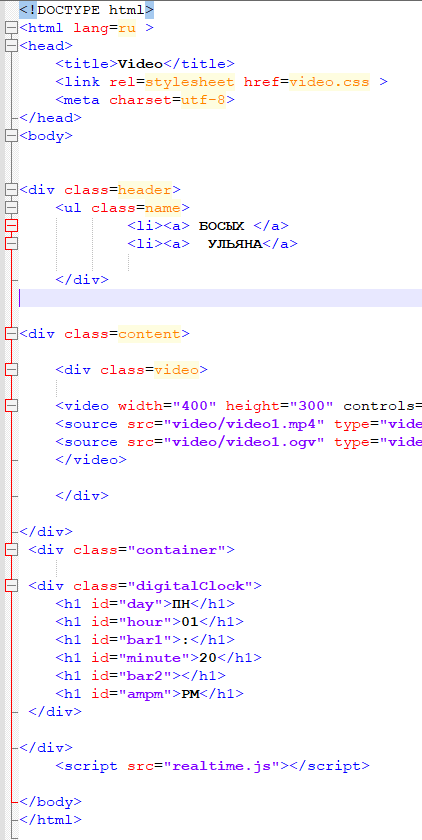 <!DOCTYPE html>
<html lang=ru >
<head>
<title>Video</title>
<link rel=stylesheet href=video.css >
<meta charset=utf-8>
</head>
<body>
<div class=header>
<ul class=name>
<li><a> БОСЫХ </a>
<li><a>  УЛЬЯНА</a>
</div>
<div class=content>
<div class=video>
<video width="400" height="300" controls=
<source src="video/video1.mp4" type="vide
<source src="video/video1.ogv" type="vide
</video>
</div>
</div>
<div class="container">
<div class="digitalClock">
<h1 id="day">ПН</h1>
<h1 id="hour">01</h1>
<h1 id="bar1">:</h1>
<h1 id="minute">20</h1>
<h1 id="bar2"></h1>
<h1 id="ampm">PM</h1>
</div>
</div>
<script src="realtime.js"></script>
</body>
</html>